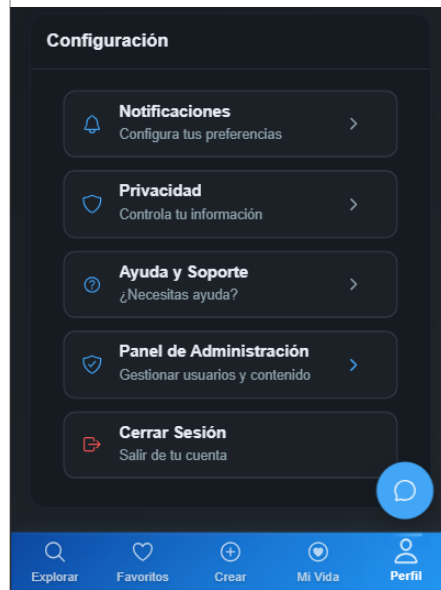 Configuración
Notificaciones
Configura tus preferencias
Privacidad
Controla tu información
Ayuda y Soporte
¿Necesitas ayuda?
Panel de Administración
Gestionar usuarios y contenido
Cerrar Sesión
Salir de tu cuenta
Explorar Favoritos Crear Mi Vida Perfil